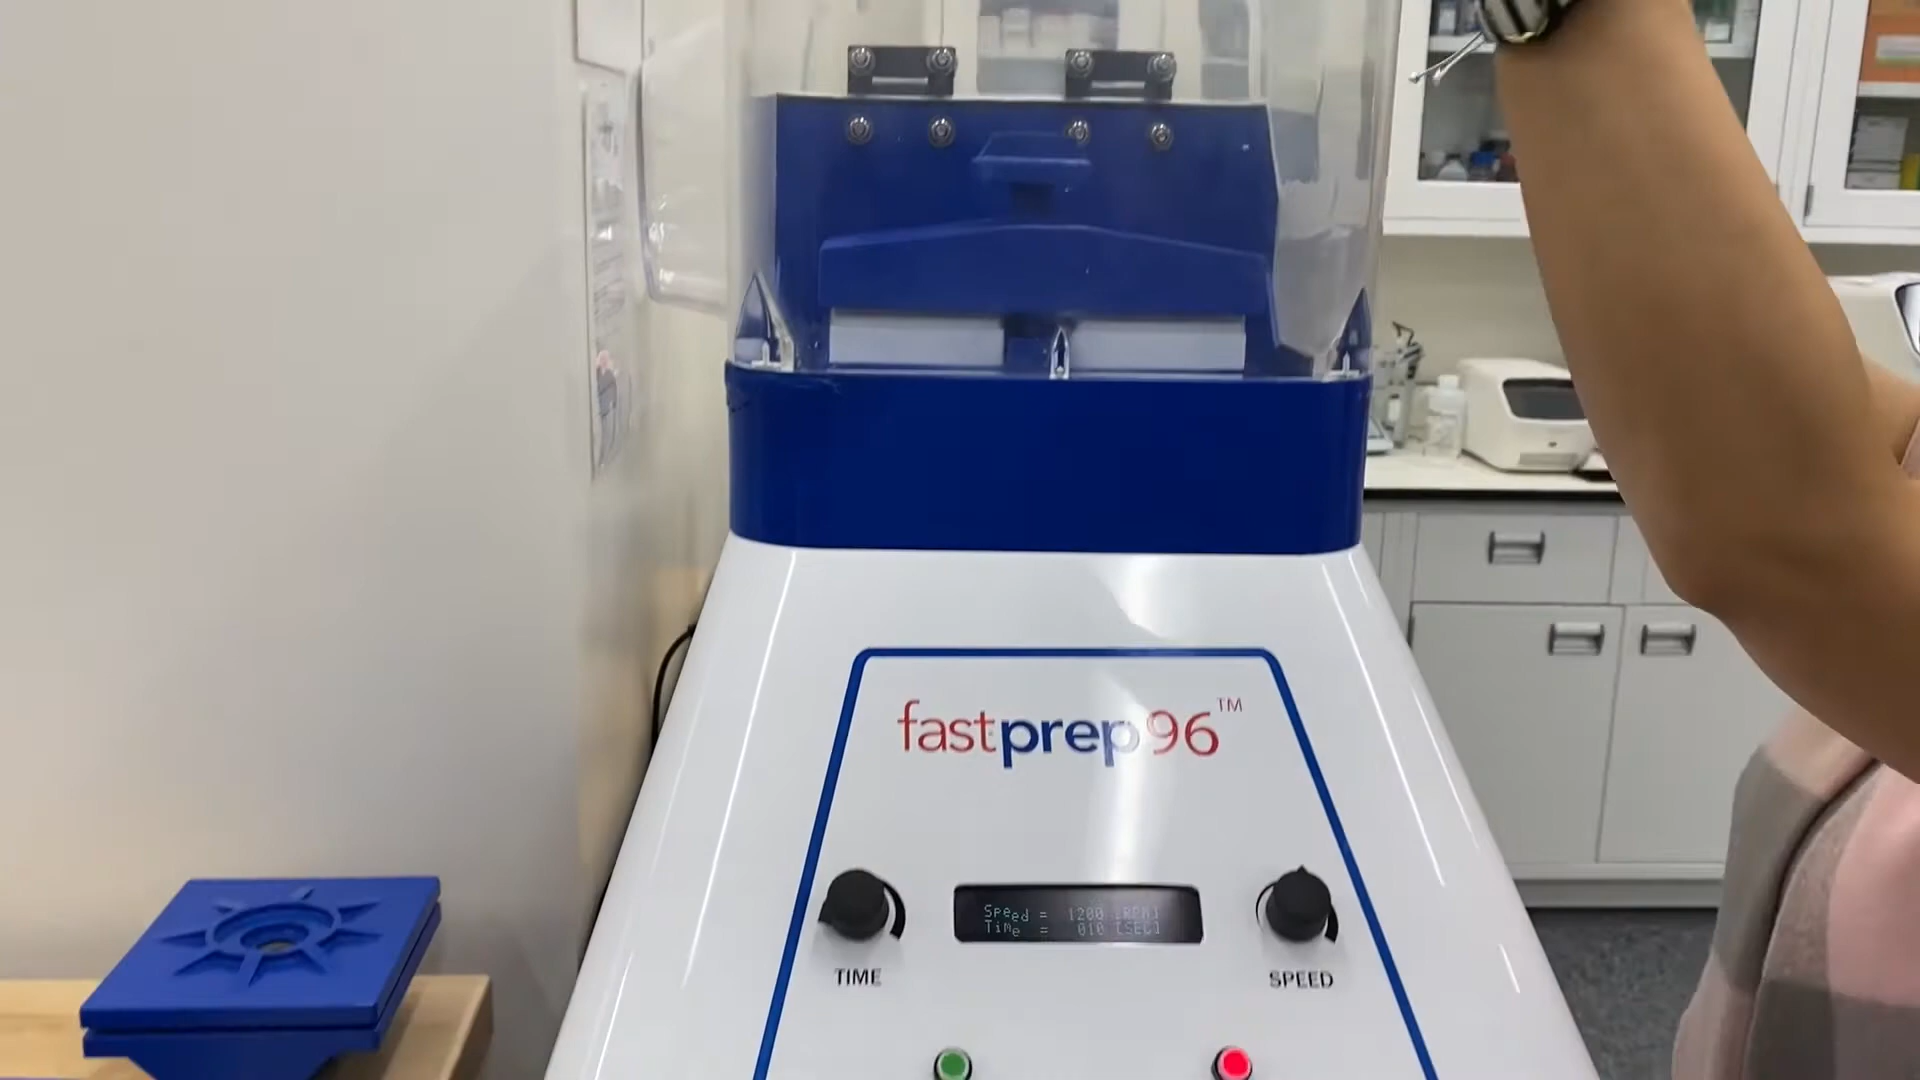 fastprep96™
Speed = 1200 [RPM]
Time = 010 [SEC]
TIME
SPEED